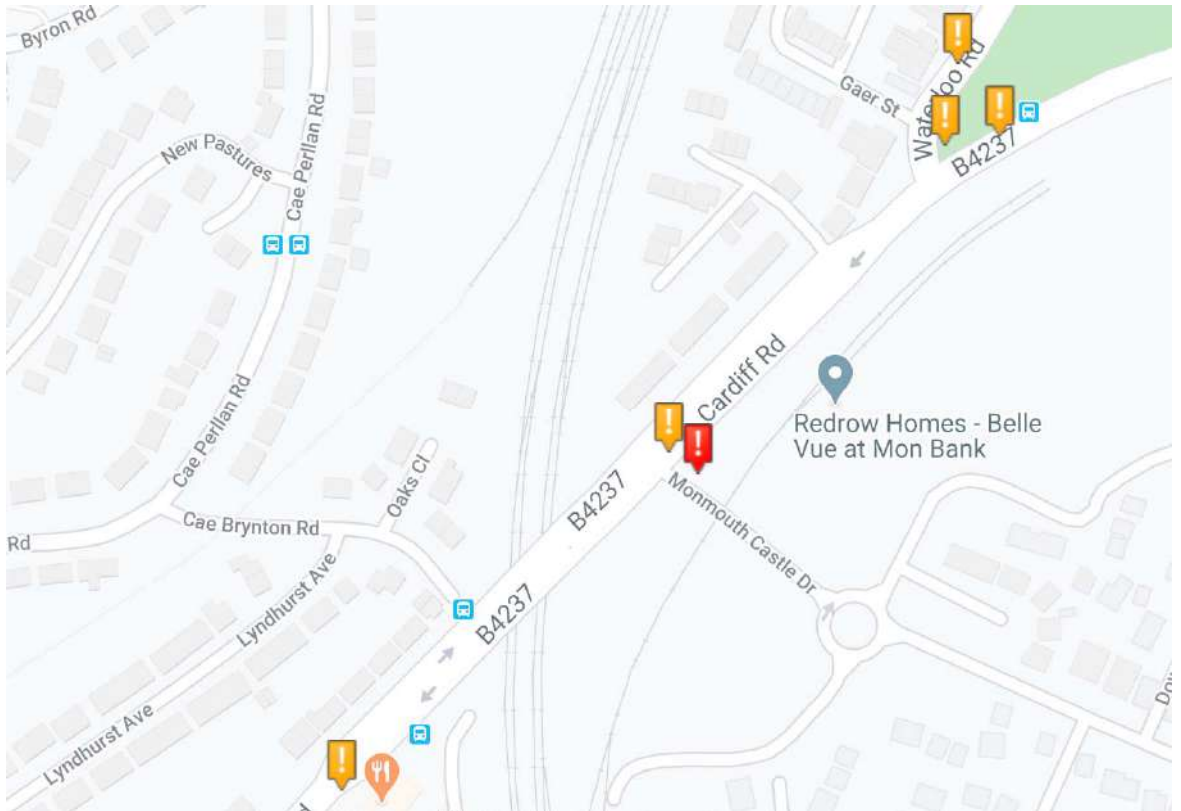 Byron Rd
Gaer St
Waterloo Rd
B4237
New Pastures
Cae Perllan Rd
Cardiff Rd
Redrow Homes - Belle
Vue at Mon Bank
Cae Perllan Rd
Oaks Cl
B4237
Monmouth Castle Dr
Cae Brynton Rd
Rd
Lyndhurst Ave
B4237
Lyndhurst Ave
Dow
d